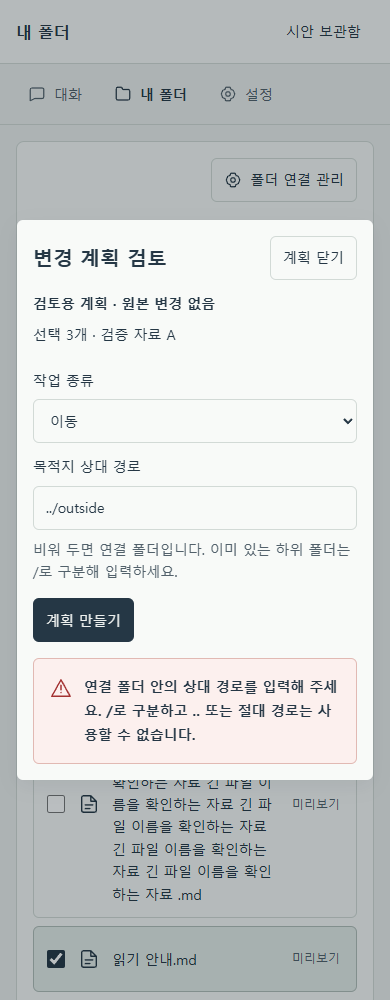 내 폴더
시안 보관함
대화
내 폴더
설정
폴더 연결 관리
변경 계획 검토
계획 닫기
검토용 계획 · 원본 변경 없음
선택 3개 · 검증 자료 A
작업 종류
이동
목적지 상대 경로
../outside
비워 두면 연결 폴더입니다. 이미 있는 하위 폴더는
/로 구분해 입력하세요.
계획 만들기
연결 폴더 안의 상대 경로를 입력해 주세
요. /로 구분하고 .. 또는 절대 경로는 사
용할 수 없습니다.
확인하는 자료 긴 파일 이
름을 확인하는 자료 긴 파
일 이름을 확인하는 자료
긴 파일 이름을 확인하는
자료 긴 파일 이름을 확인
하는 자료 .md
미리보기
읽기 안내.md
미리보기